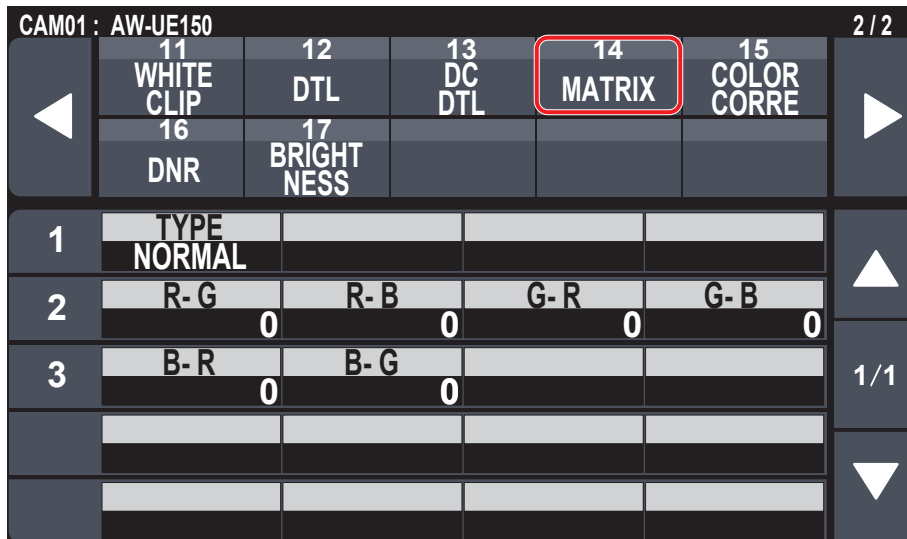 CAM01 : AW-UE150 2 / 2
11 12 13 14 15
WHITE CLIP DTL DC DTL MATRIX COLOR CORRE
16 17
DNR BRIGHT NESS
1 TYPE
NORMAL
2 R- G R- B G- R G- B
0 0 0 0
3 B- R B- G 1/1
0 0